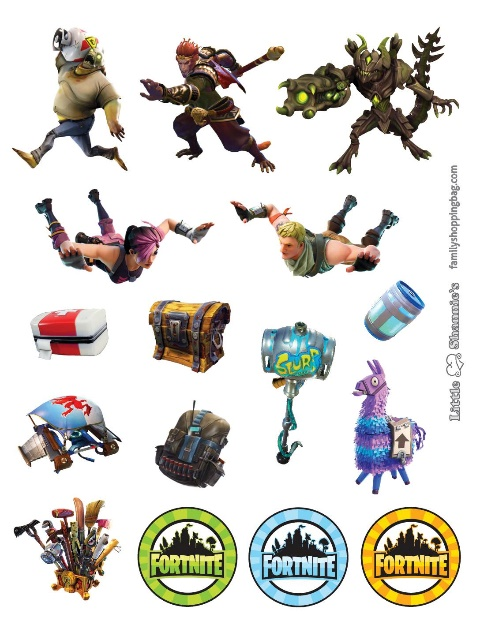 familyshoppingbag.com
Little Shannie's
SLURP
FORTNITE
FORTNITE
FORTNITE